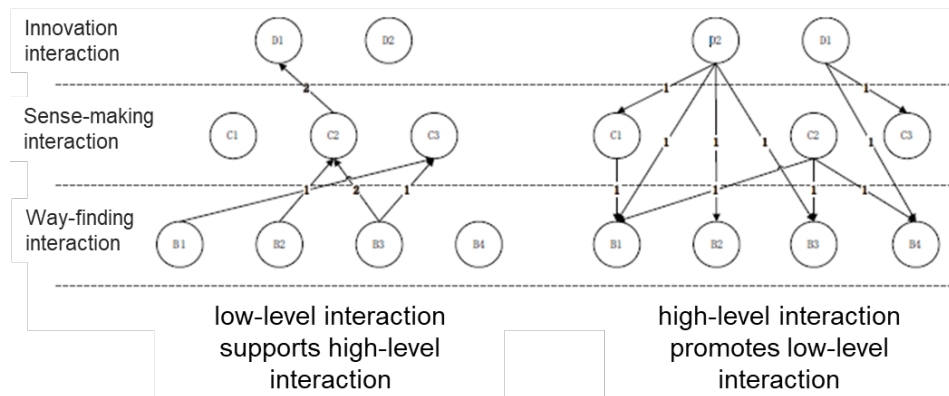 Innovation
interaction
D1
D2
D2
D1
2
1
1
Sense-making
interaction
C1
C2
C3
C1
C2
C3
1
1
1
1
1
2
1
1
1
1
1
Way-finding
interaction
B1
B2
B3
B4
B1
B2
B3
B4
low-level interaction
supports high-level
interaction
high-level interaction
promotes low-level
interaction